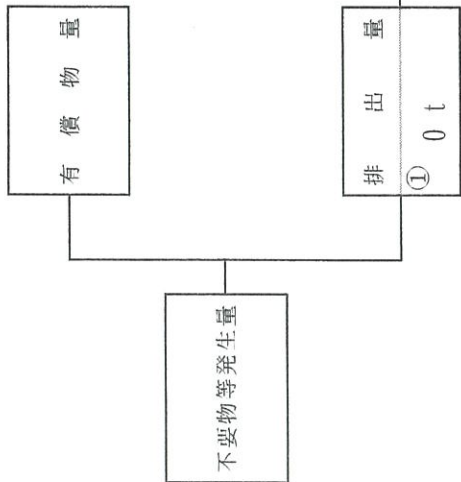 不要物等発生量
有償物量
排出量
① 0 t